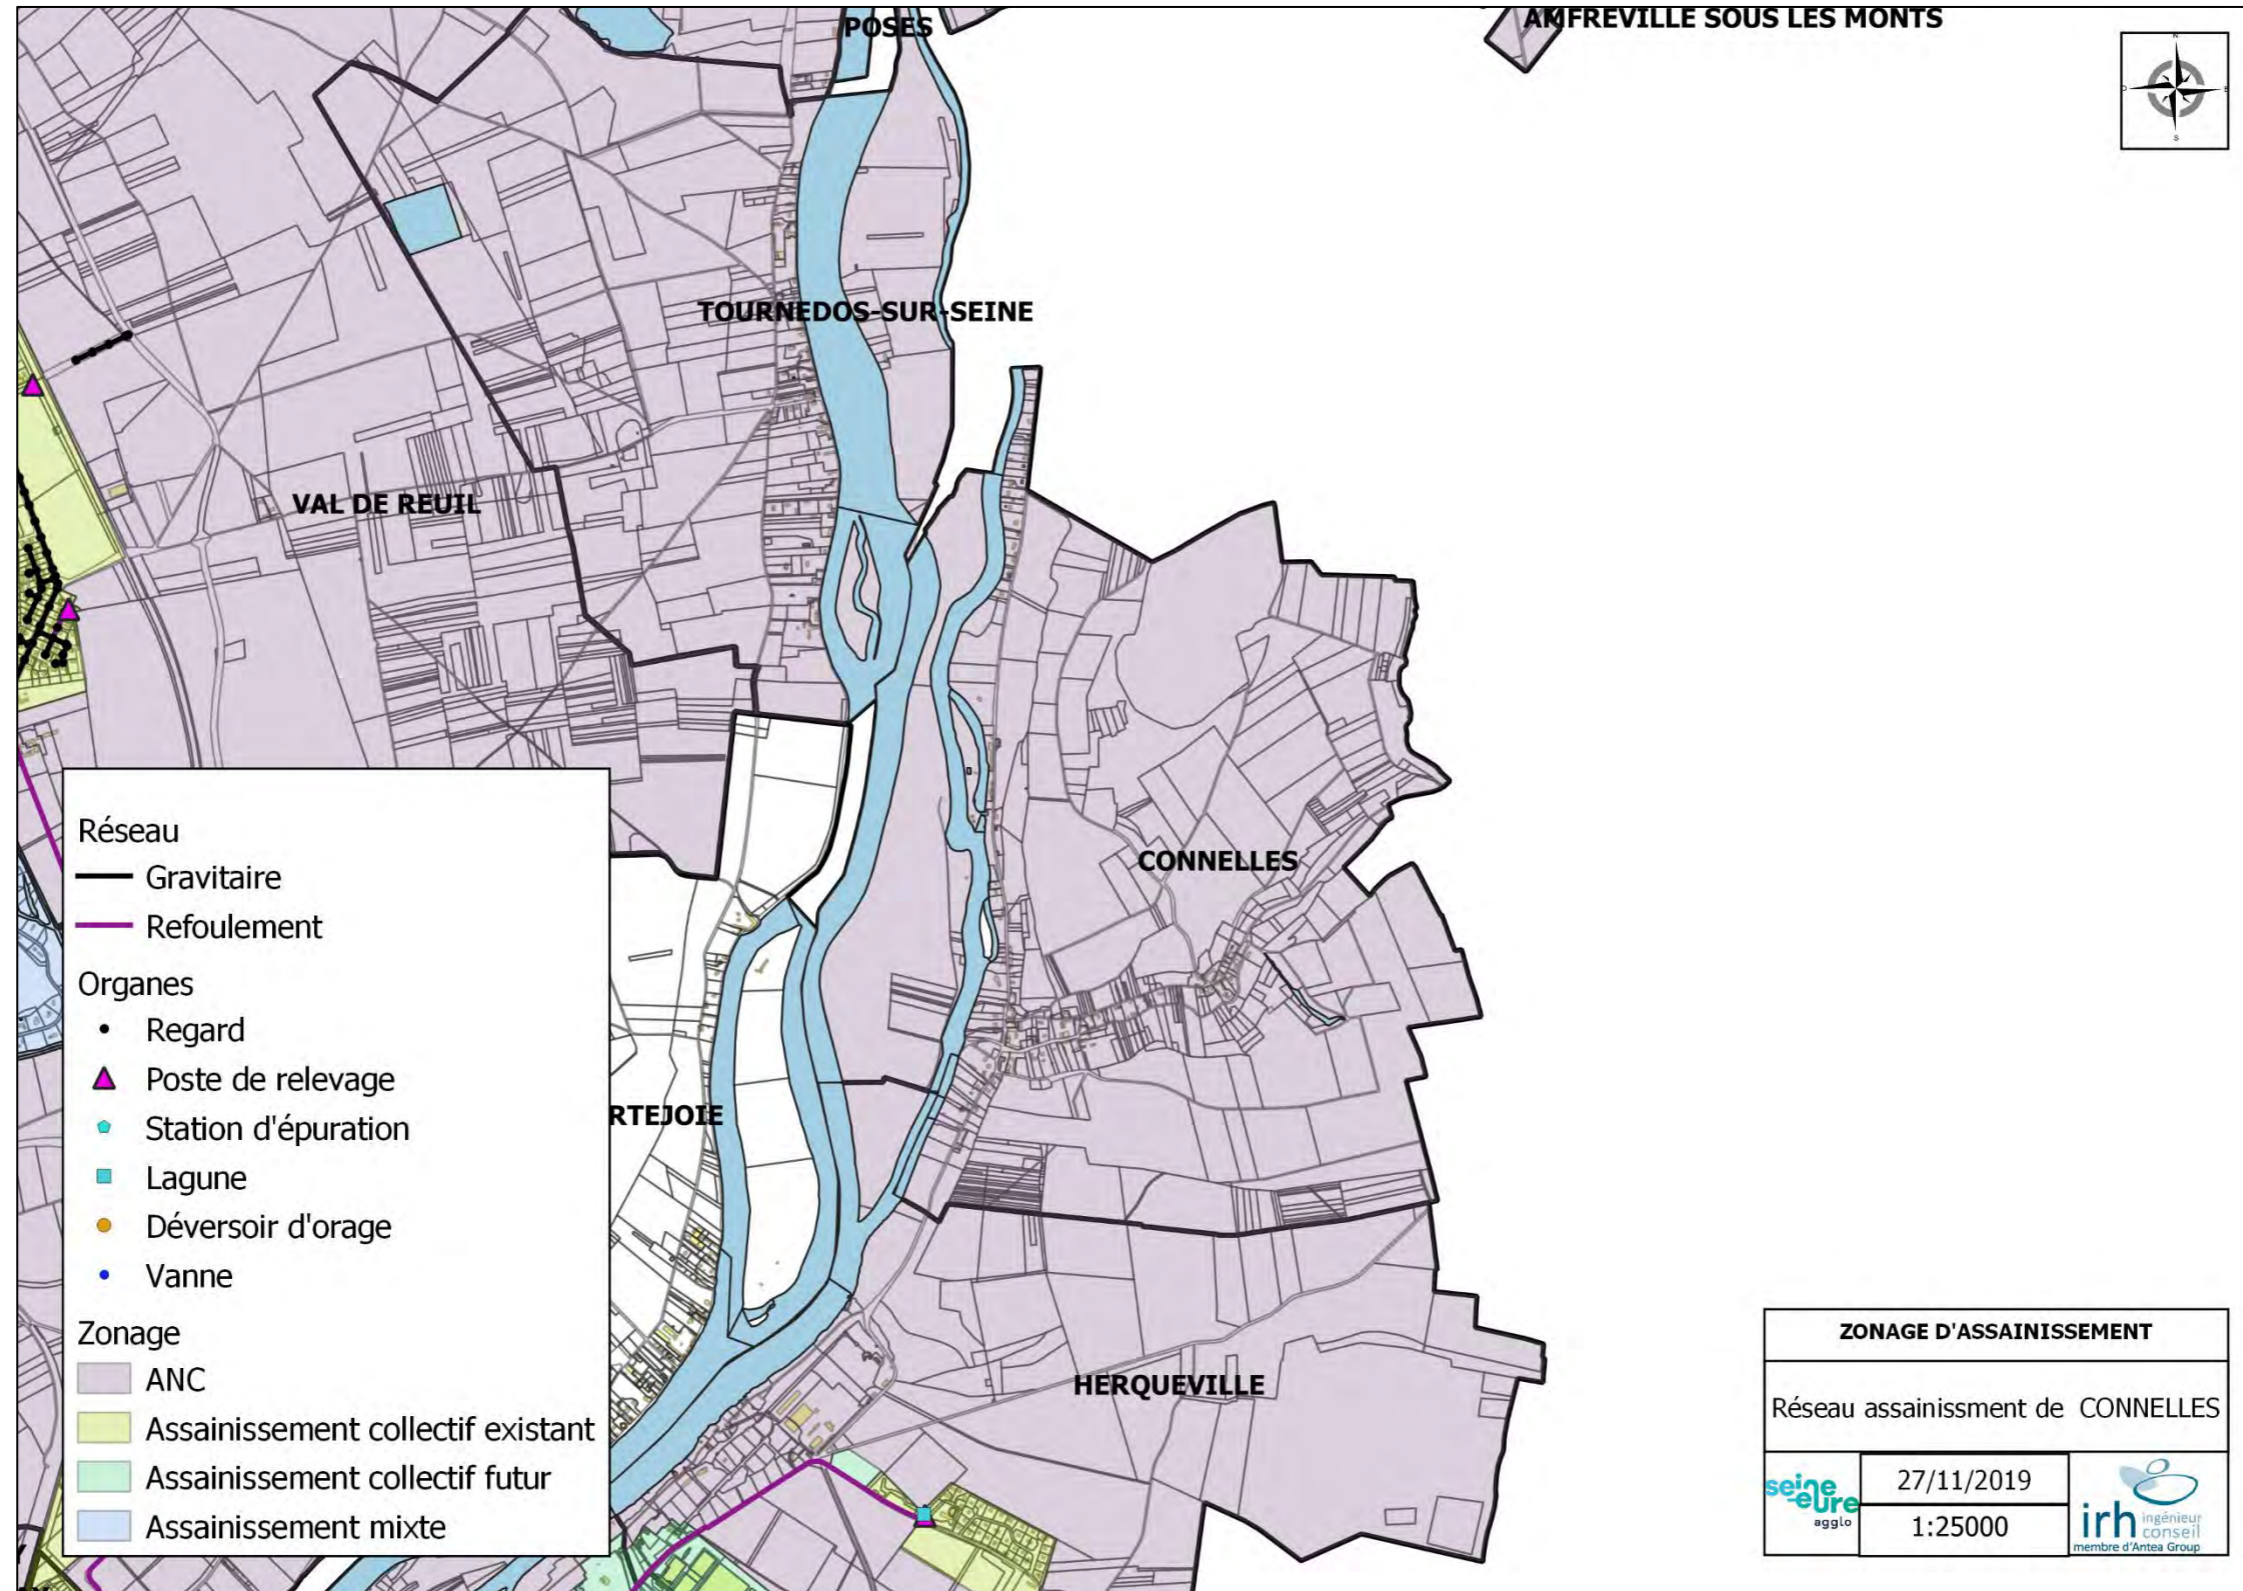 POSES
AMFREVILLE SOUS LES MONTS
N
S
TOURNEDOS-SUR-SEINE
VAL DE REUIL
CONNELLES
RTEJOIE
HERQUEVILLE
Réseau
Gravitaire
Refoulement
Organes
Regard
Poste de relevage
Station d'épuration
Lagune
Déversoir d'orage
Vanne
Zonage
ANC
Assainissement collectif existant
Assainissement collectif futur
Assainissement mixte
ZONAGE D'ASSAINISSEMENT
Réseau assainissment de CONNELLES
seine
-eure
agglo
27/11/2019
1:25000
irh ingénieur
conseil
membre d'Antea Group